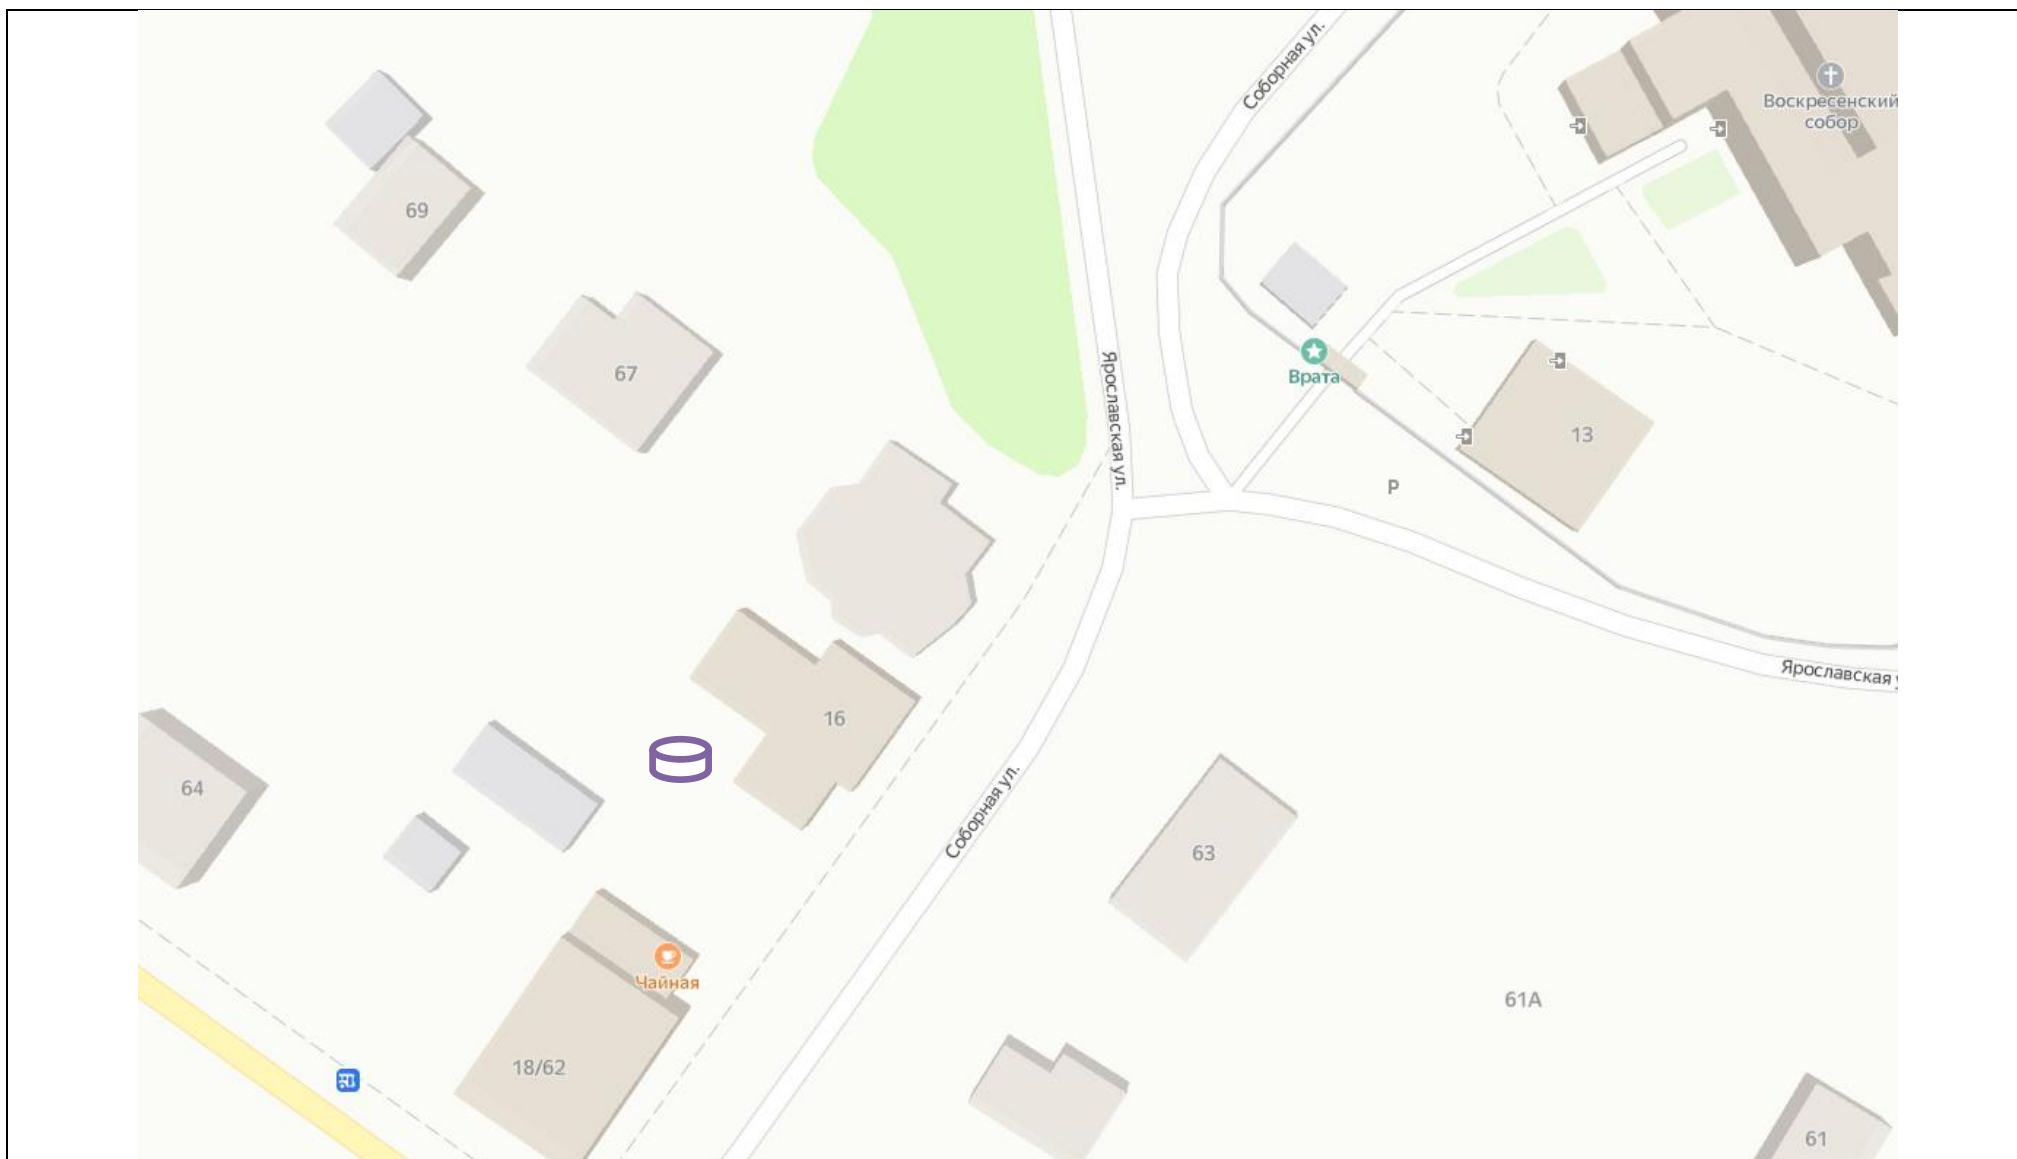 Соборная ул.
Воскресенский
собор
69
Врата
67
Ярославская ул.
13
P
Ярославская
16
64
Соборная ул.
63
Чайная
61А
18/62
61